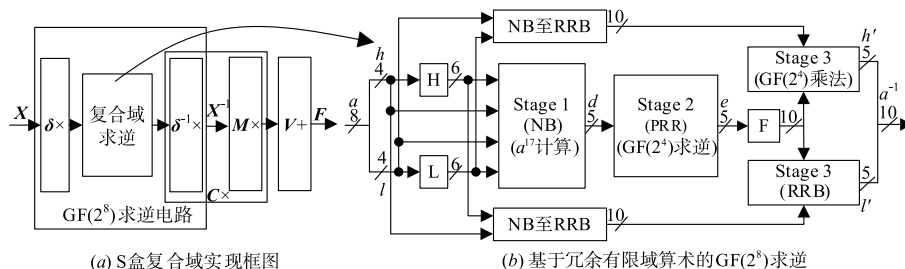 X
δ×
复合域
求逆
δ⁻¹×
X⁻¹
M×
C×
V+
F
GF(2⁸)求逆电路
(a) S盒复合域实现框图
a
8
h
4
4
l
H
6
L
6
NB至RRB
10
Stage 1
(NB)
(a¹⁷计算)
d
5
Stage 2
(PRR)
(GF(2⁴)求逆)
e
5
F
10
NB至RRB
10
Stage 3
(GF(2⁴)乘法)
h′
5
Stage 3
(RRB)
5
l′
a⁻¹
10
(b) 基于冗余有限域算术的GF(2⁸)求逆